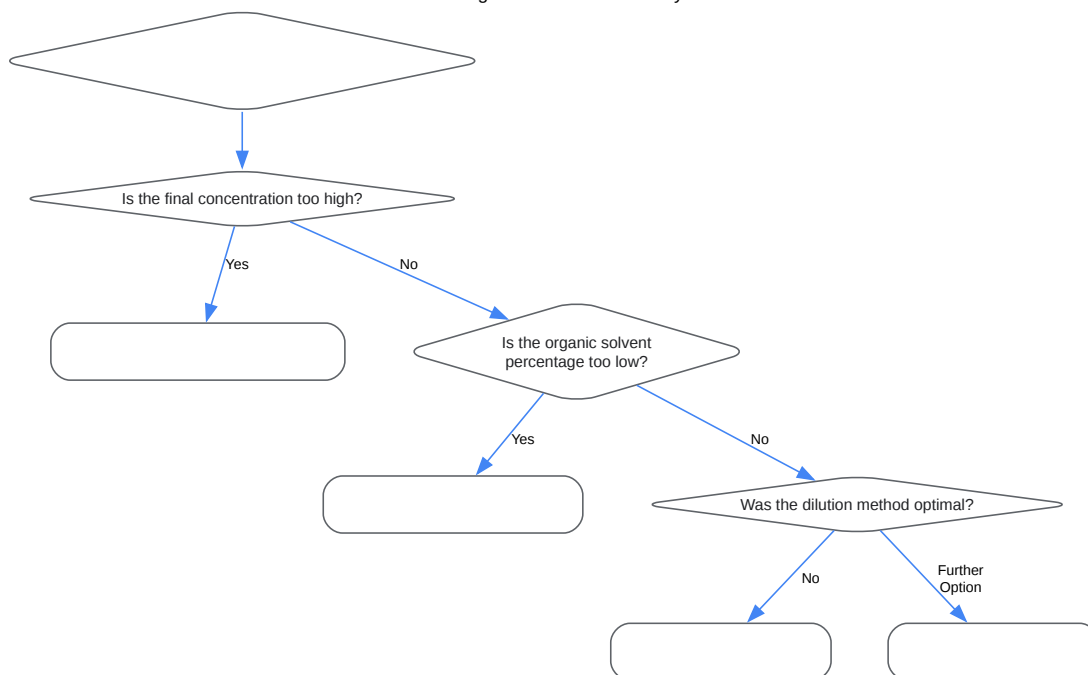 Is the final concentration too high?
Yes
No
Is the organic solvent
percentage too low?
Yes
No
Was the dilution method optimal?
No
Further
Option